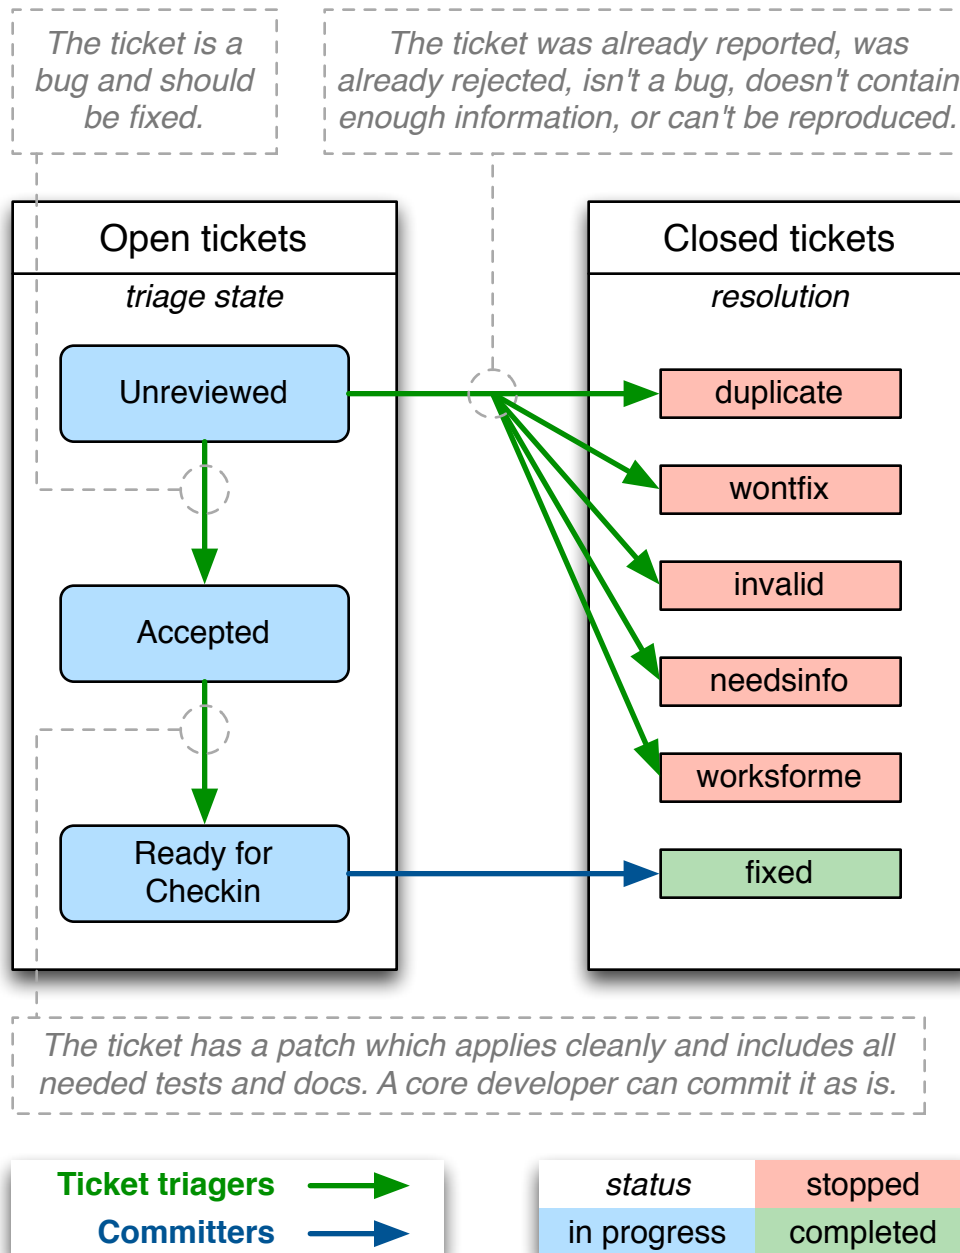 The ticket is a
bug and should
be fixed.
The ticket was already reported, was
already rejected, isn't a bug, doesn't contain
enough information, or can't be reproduced.
Open tickets
triage state
Unreviewed
Accepted
Ready for
Checkin
Closed tickets
resolution
duplicate
wontfix
invalid
needsinfo
worksforme
fixed
The ticket has a patch which applies cleanly and includes all
needed tests and docs. A core developer can commit it as is.
Ticket triagers
Committers
status
stopped
in progress
completed